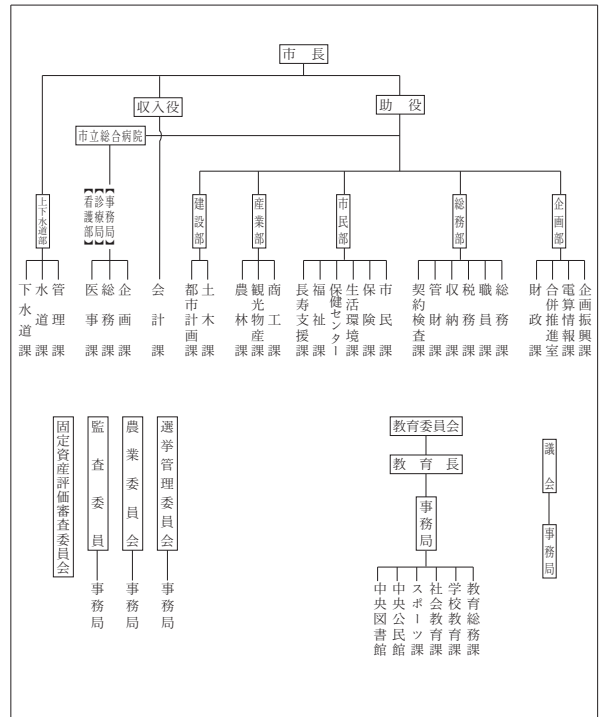 市長
収入役
助役
市立総合病院
企画部
総務部
市民部
産業部
建設部
【事務局】
【診療局】
【看護部】
上下水道部
企画振興課
電算情報課
合併推進室
財政課
総務課
職員課
税務課
収納課
管財課
契約検査課
市民課
保険課
生活環境課
保健センター
福祉課
長寿支援課
商工課
観光物産課
農林課
土木課
都市計画課
会計課
企画課
総務課
医事課
管理課
水道課
下水道課
議会
事務局
教育委員会
教育長
事務局
教育総務課
学校教育課
社会教育課
スポーツ課
中央公民館
中央図書館
選挙管理委員会
事務局
農業委員会
事務局
監査委員
事務局
固定資産評価審査委員会